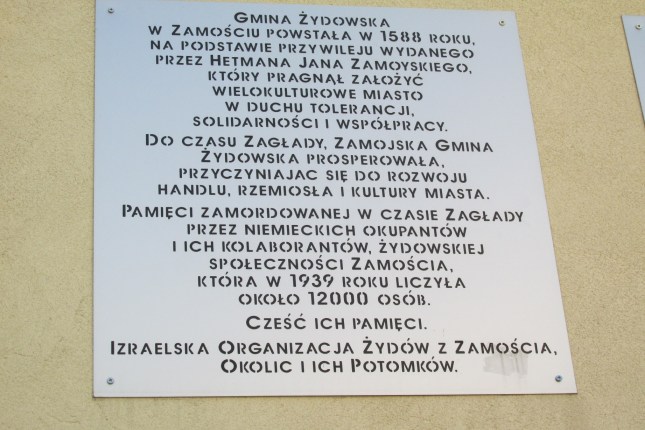 Gmina Żydowska
w Zamościu powstała w 1588 roku,
na podstawie przywileju wydanego
przez Hetmana Jana Zamoyskiego,
który pragnął założyć
wielokulturowe miasto
w duchu tolerancji,
solidarności i współpracy.
Do czasu Zagłady, Zamojska Gmina
Żydowska prosperowała,
przyczyniajac się do rozwoju
handlu, rzemiosła i kultury miasta.
Pamięci zamordowanej w czasie Zagłady
przez niemieckich okupantów
i ich kolaborantów, żydowskiej
społeczności Zamościa,
która w 1939 roku liczyła
około 12000 osób.
Cześć ich pamięci.
Izraelska Organizacja Żydów z Zamościa,
Okolic i ich Potomków.